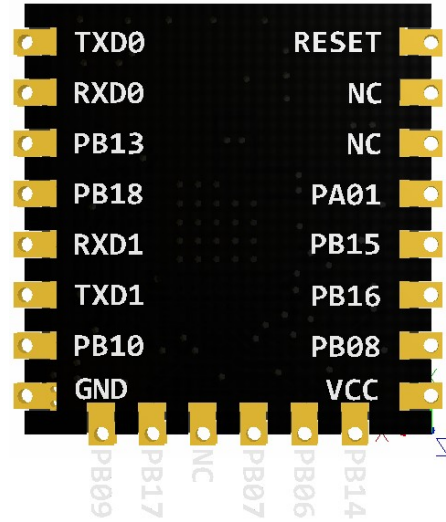 TXD0 RESET
RXD0 NC
PB13 NC
PB18 PA01
RXD1 PB15
TXD1 PB16
PB10 PB08
GND VCC
PB09
PB17
NC
PB07
PB06
PB14